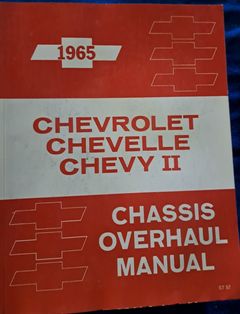 1965
CHEVROLET
CHEVELLE
CHEVY II
CHASSIS
OVERHAUL
MANUAL